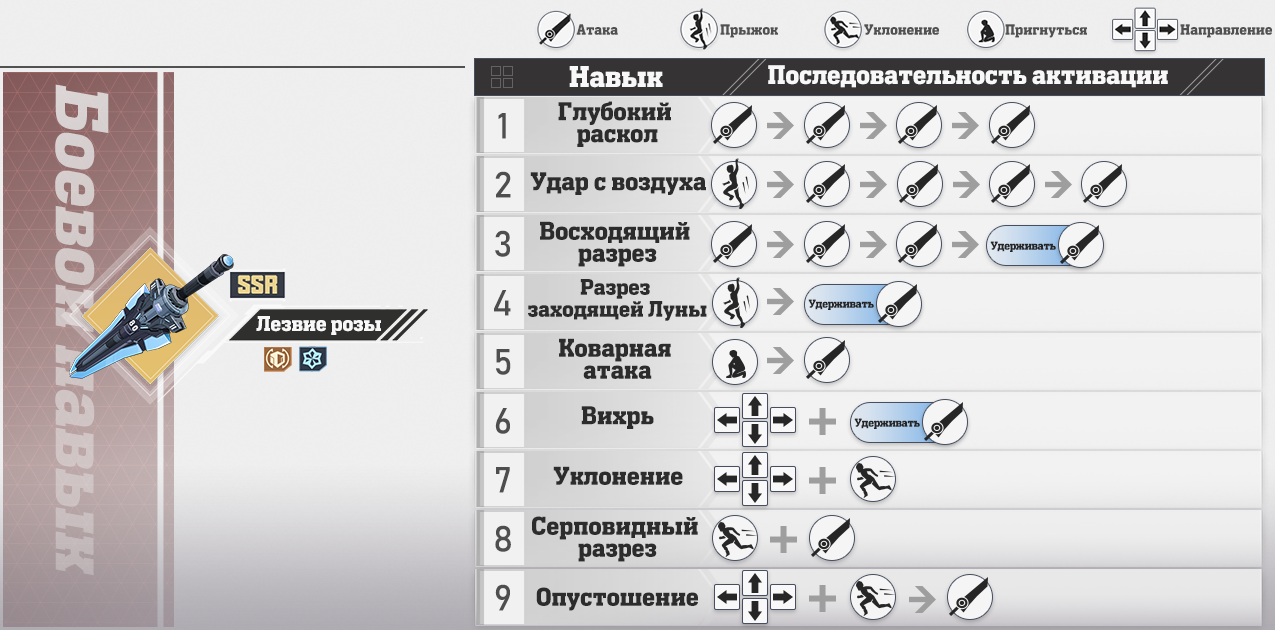 Атака
Прыжок
Уклонение
Пригнуться
Направление
Боевой навык
SSR
Лезвие розы
Навык
Последовательность активации
1
Глубокий
раскол
2
Удар с воздуха
3
Восходящий
разрез
Удерживать
4
Разрез
заходящей Луны
Удерживать
5
Коварная
атака
6
Вихрь
Удерживать
7
Уклонение
8
Серповидный
разрез
9
Опустошение